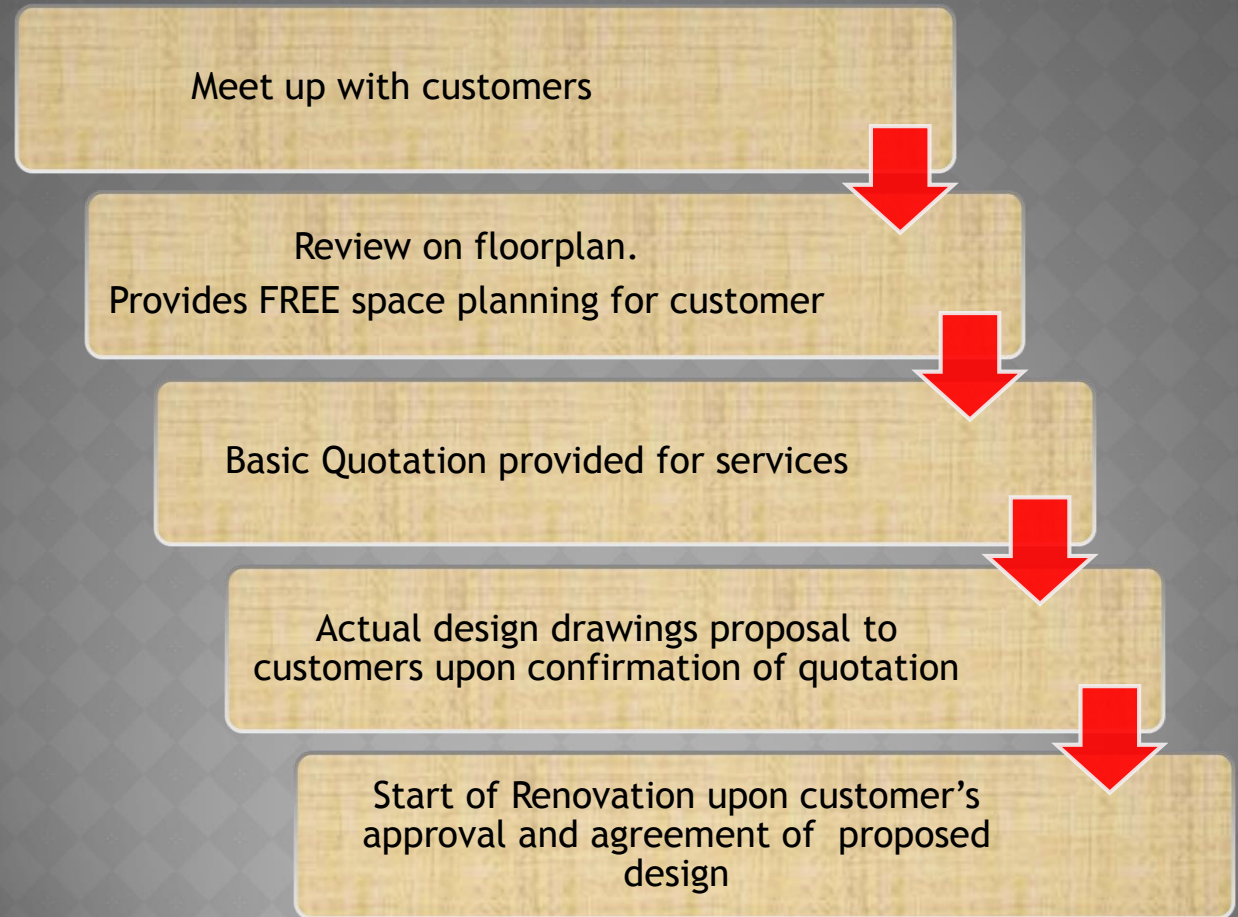 Meet up with customers
Review on floorplan.
Provides FREE space planning for customer
Basic Quotation provided for services
Actual design drawings proposal to
customers upon confirmation of quotation
Start of Renovation upon customer’s
approval and agreement of  proposed
design